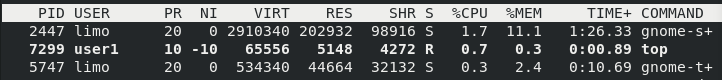 PID USER PR NI VIRT RES SHR S %CPU %MEM TIME+ COMMAND
2447 limo 20 0 2910340 202932 98916 S 1.7 11.1 1:26.33 gnome-s+
7299 user1 10 -10 65556 5148 4272 R 0.7 0.3 0:00.89 top
5747 limo 20 0 534340 44664 32132 S 0.3 2.4 0:10.69 gnome-t+